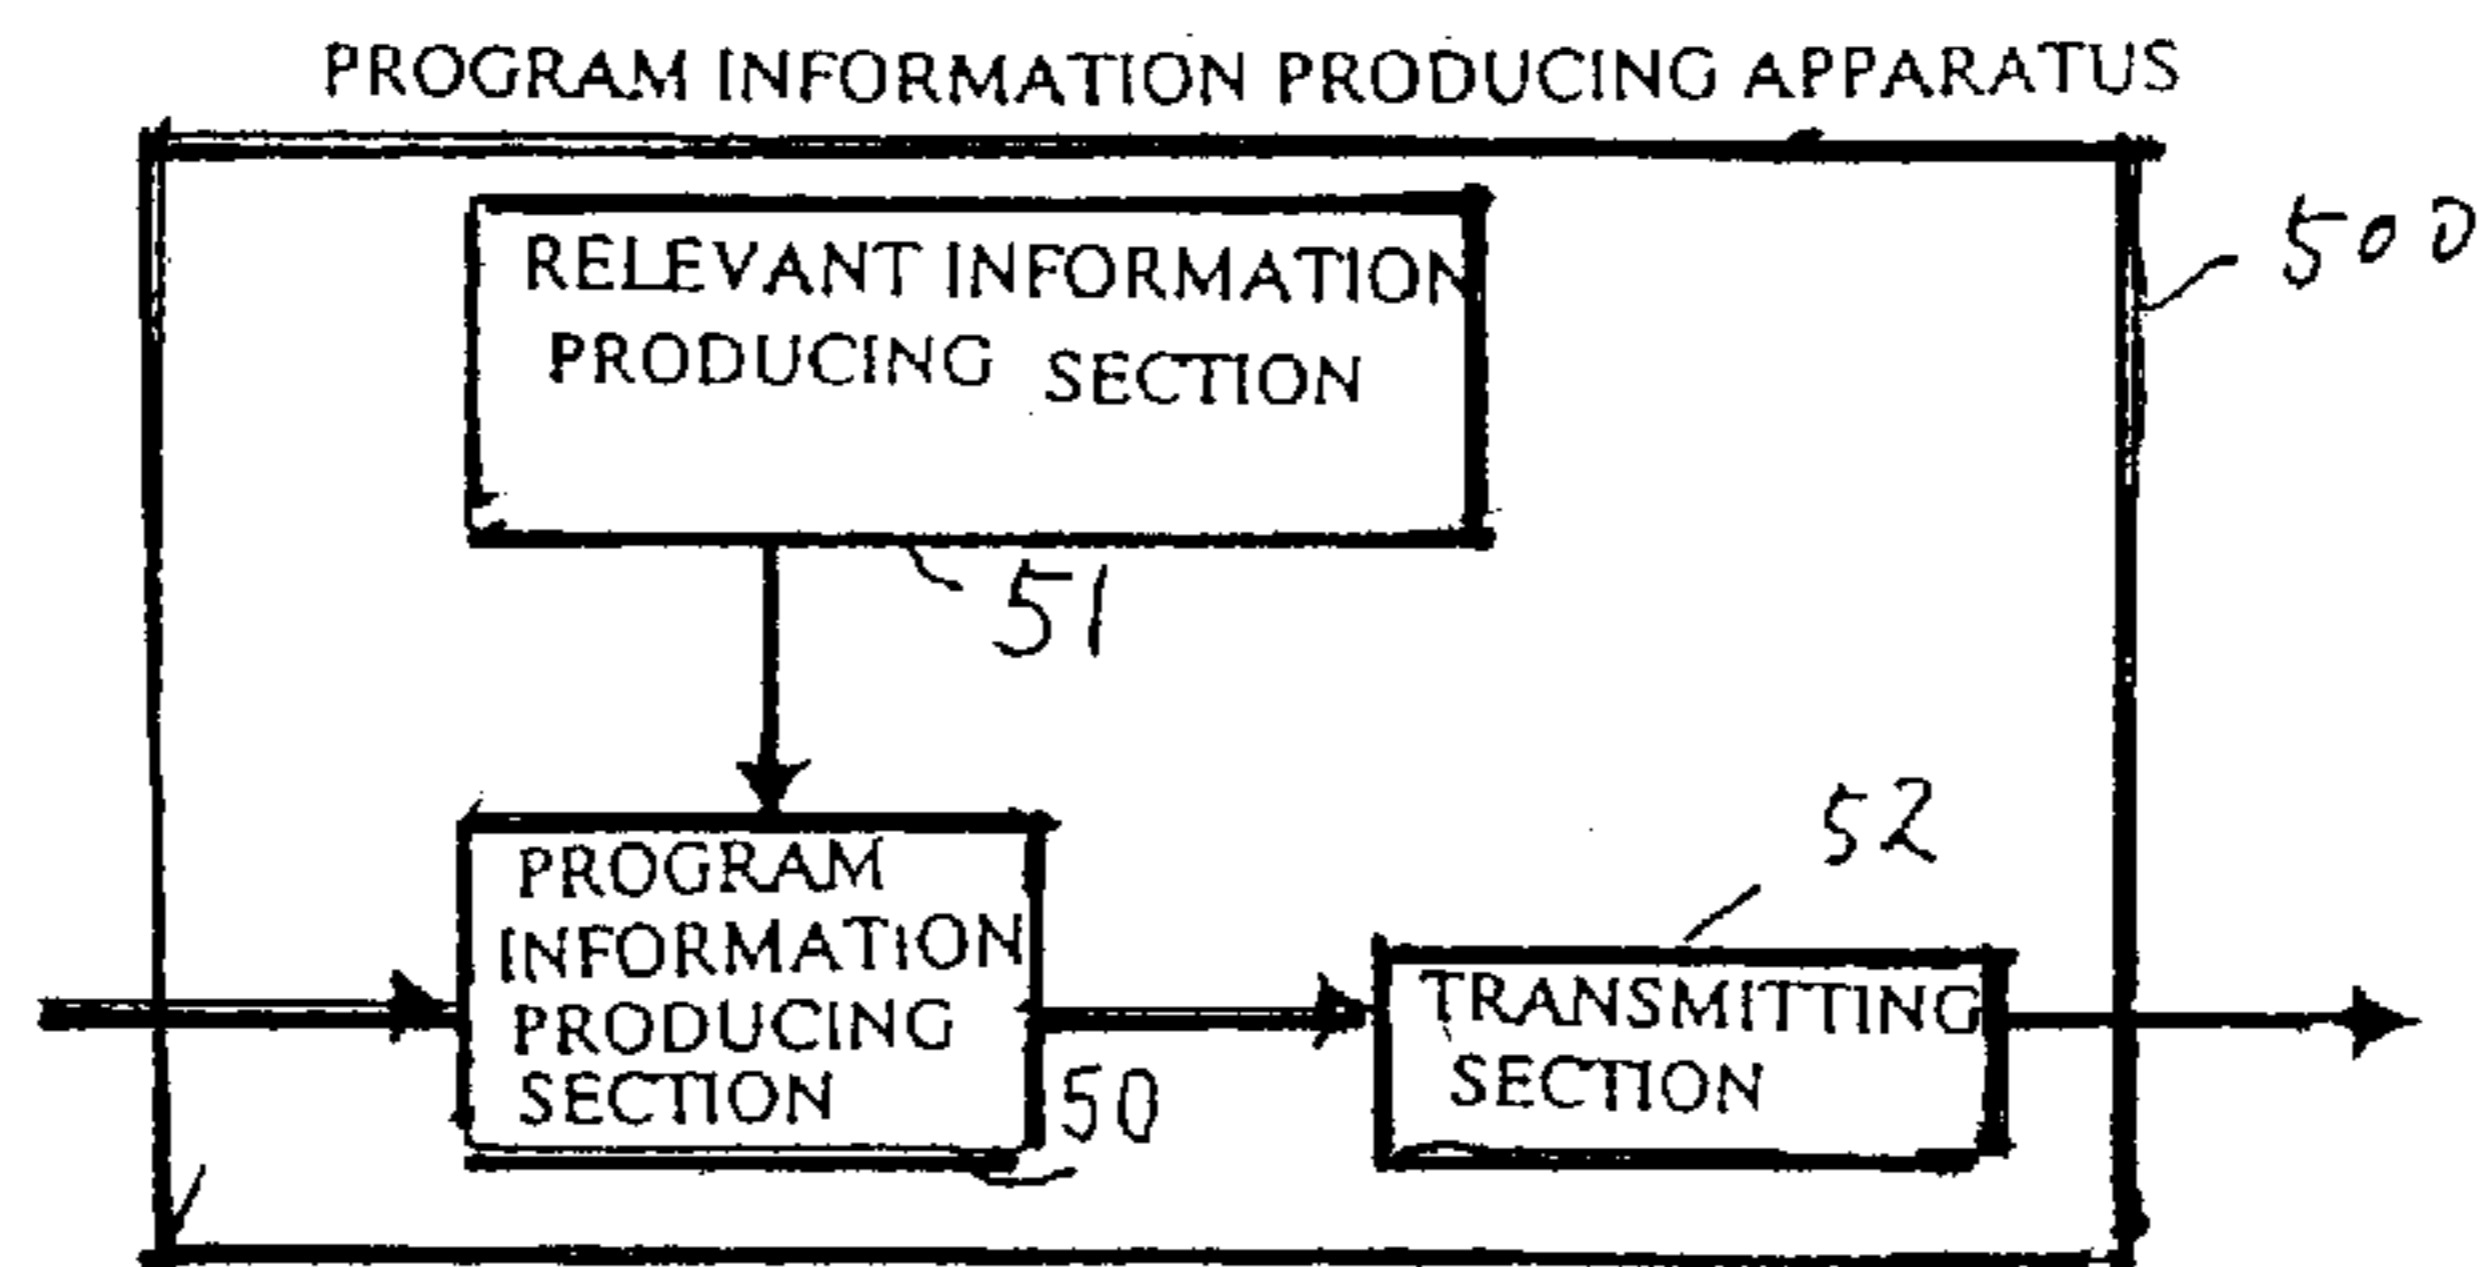 PROGRAM INFORMATION PRODUCING APPARATUS
500
RELEVANT INFORMATION
PRODUCING SECTION
51
52
PROGRAM
INFORMATION
PRODUCING
SECTION
50
TRANSMITTING
SECTION